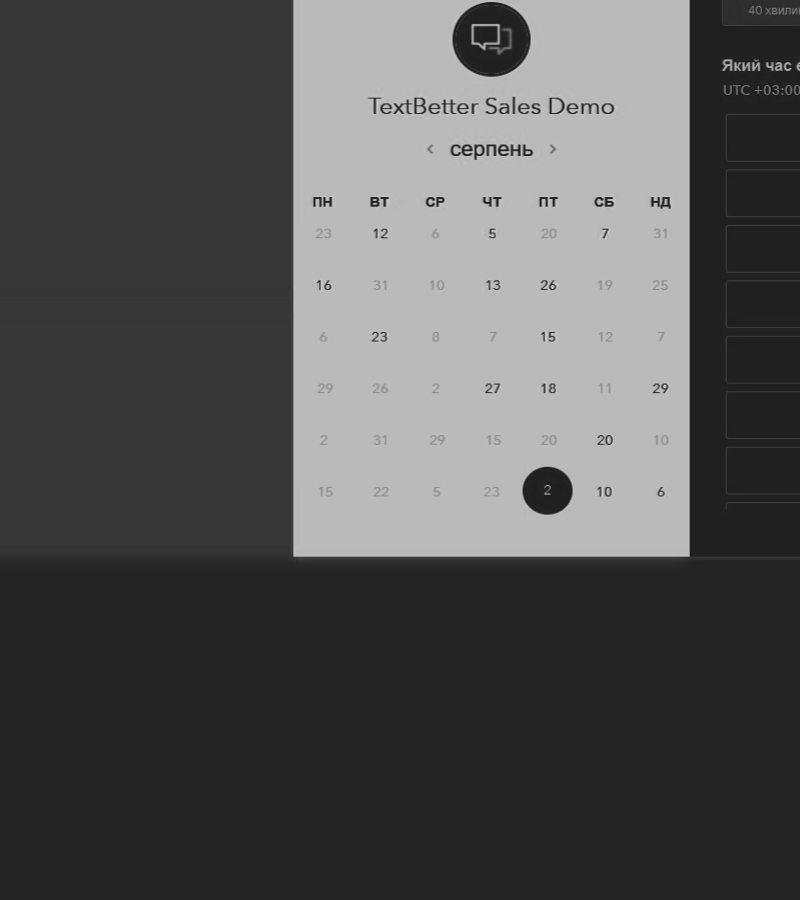 40 хвилин
Який час
UTC +03:00
TextBetter Sales Demo
серпень
ПН ВТ СР ЧТ ПТ СБ НД
23 12 6 5 20 7 31
16 31 10 13 26 19 25
6 23 8 7 15 12 7
29 26 2 27 18 11 29
2 31 29 15 20 20 10
15 22 5 23 2 10 6